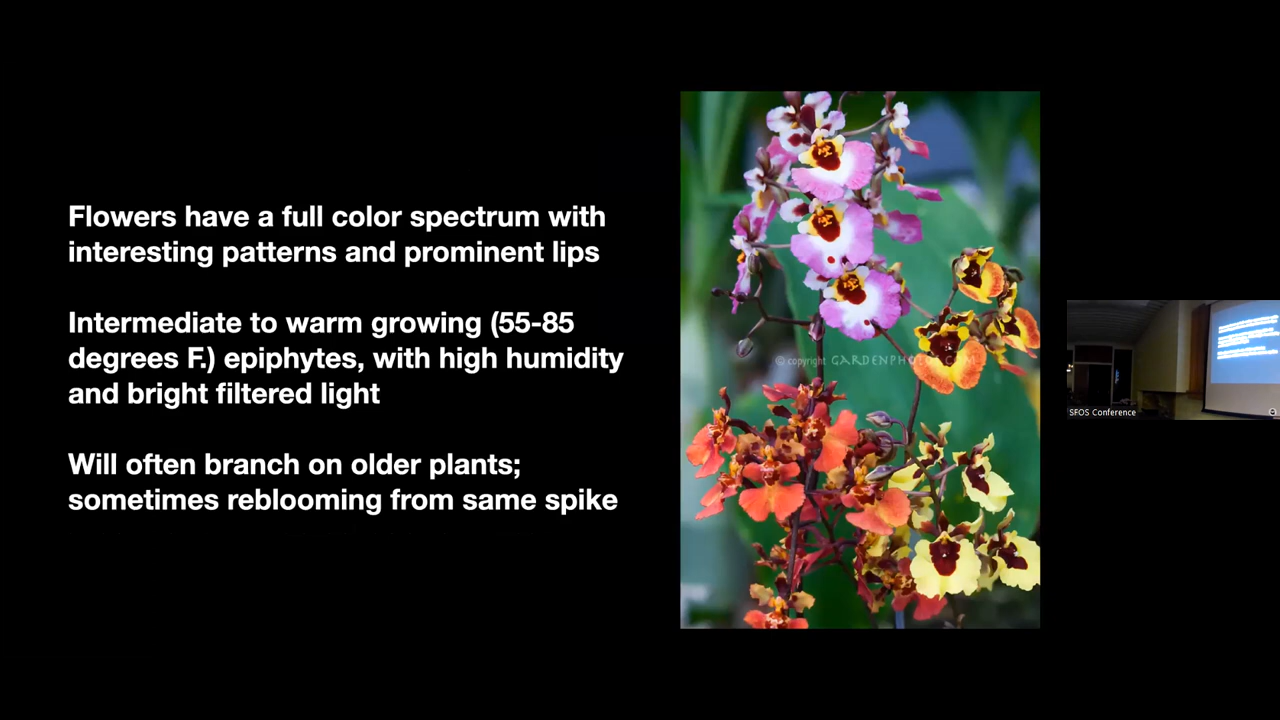 Flowers have a full color spectrum with
interesting patterns and prominent lips
Intermediate to warm growing (55-85
degrees F.) epiphytes, with high humidity
and bright filtered light
Will often branch on older plants;
sometimes reblooming from same spike
© copyright GARDENPHOTOS.COM
SFOS Conference